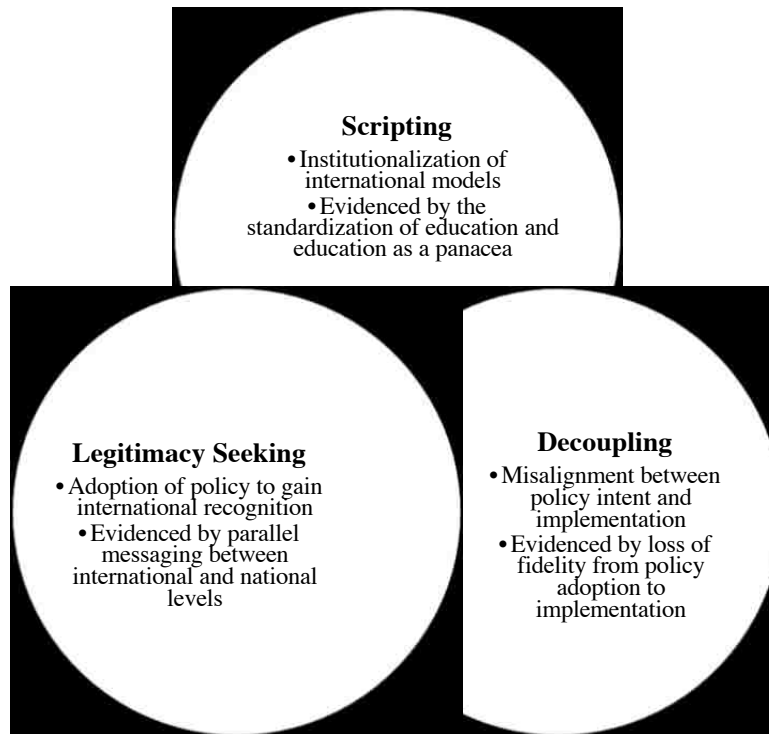 Scripting
•Institutionalization of
international models
•Evidenced by the
standardization of education and
education as a panacea
Legitimacy Seeking
•Adoption of policy to gain
international recognition
•Evidenced by parallel
messaging between
international and national
levels
Decoupling
•Misalignment between
policy intent and
implementation
•Evidenced by loss of
fidelity from policy
adoption to
implementation